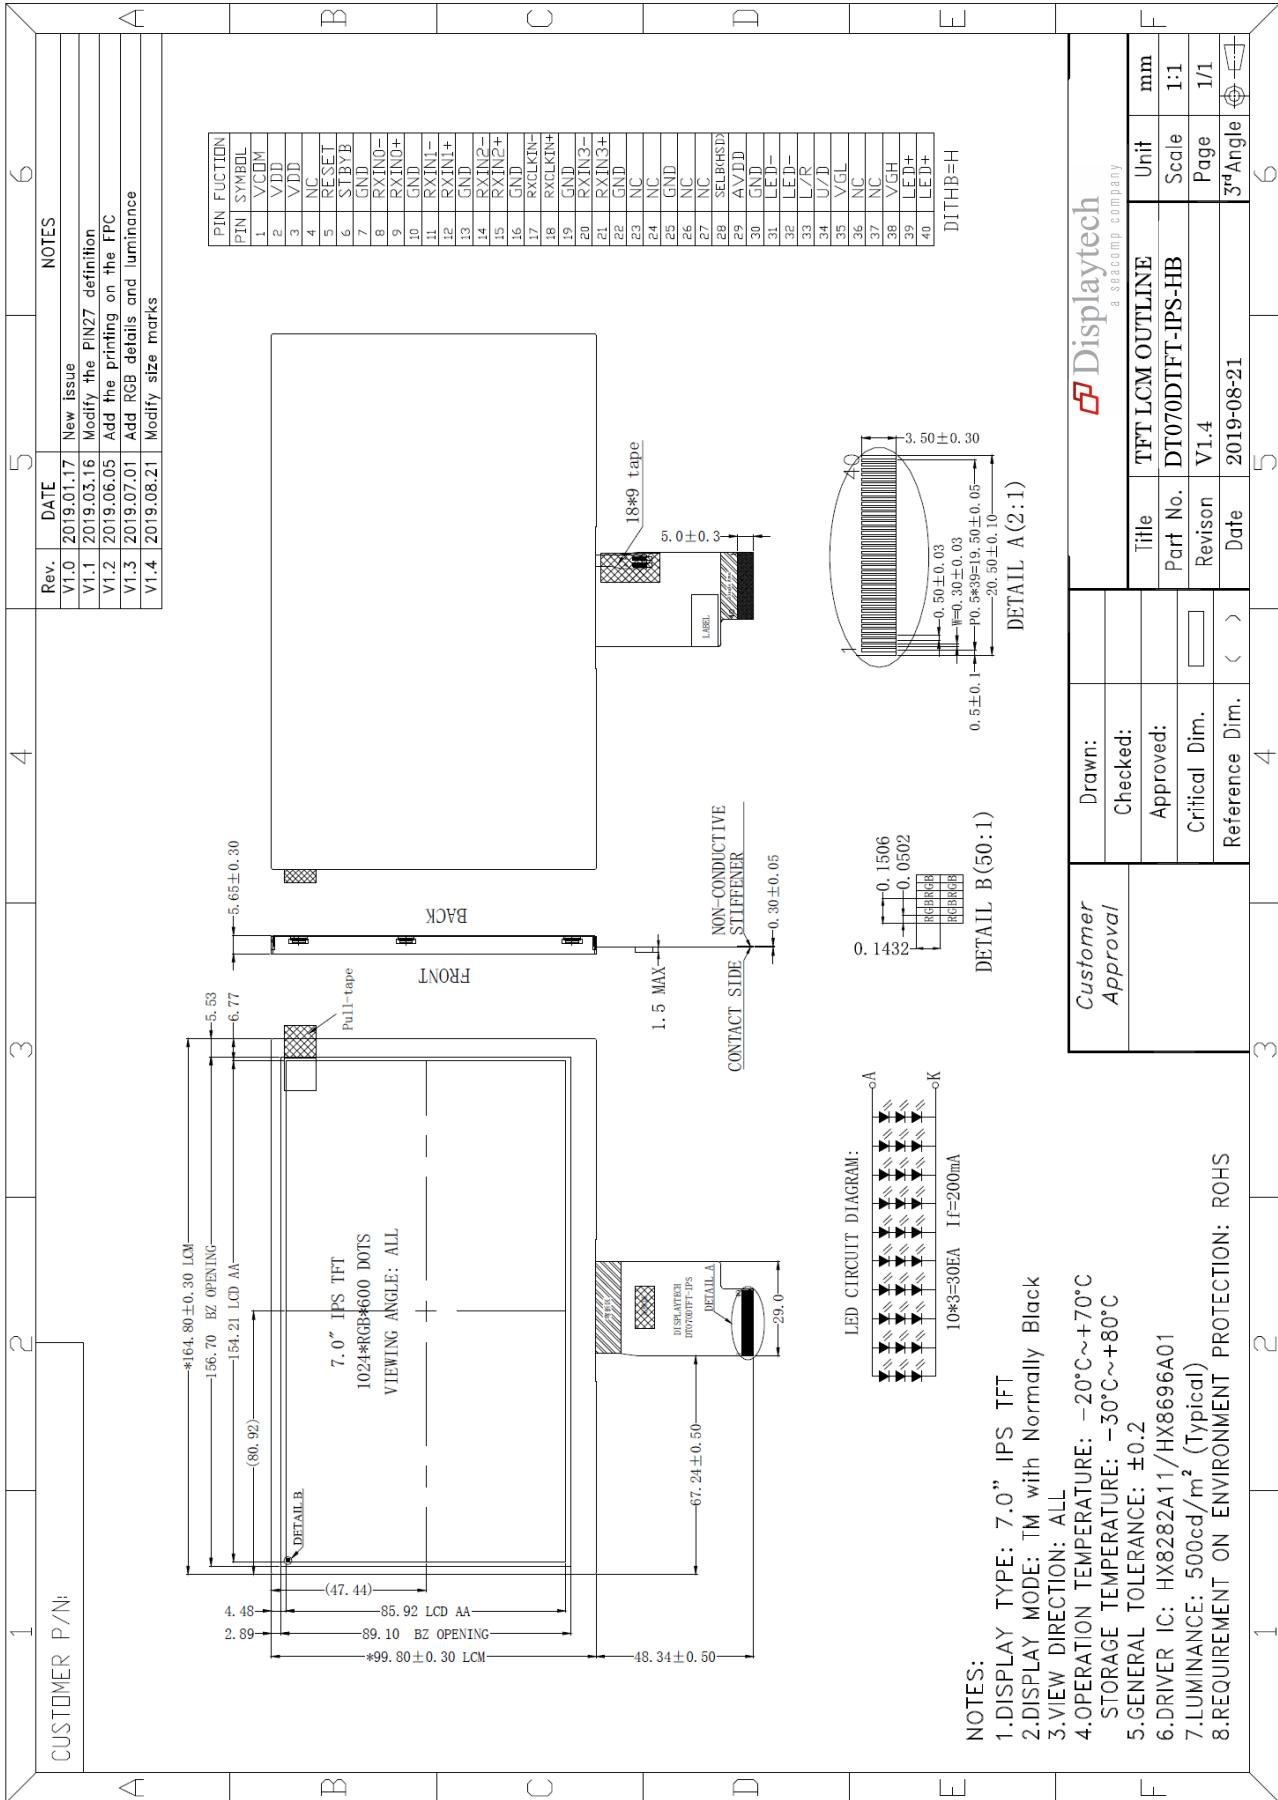 CUSTOMER P/N:
Rev. DATE NOTES
V1.0 2019.01.17 New issue
V1.1 2019.03.16 Modify the PIN27 definition
V1.2 2019.06.05 Add the printing on the FPC
V1.3 2019.07.01 Add RGB details and luminance
V1.4 2019.08.21 Modify size marks
1 2 3 4 5 6
A
B
C
D
E
F
*164.80±0.30 LCM
156.70 BZ OPENING
154.21 LCD AA
(80.92)
5.53
6.77
DETAIL B
(47.44)
4.48
85.92 LCD AA
2.89
89.10 BZ OPENING
*99.80±0.30 LCM
48.34±0.50
7.0" IPS TFT
1024*RGB*600 DOTS
VIEWING ANGLE: ALL
Pull-tape
DISPLAYTECH
DT070DTFT-IPS
DETAIL A
67.24±0.50
29.0
5.65±0.30
FRONT
BACK
1.5 MAX
CONTACT SIDE
NON-CONDUCTIVE
STIFFENER
0.30±0.05
18*9 tape
5.0±0.3
LABEL
PIN FUCTION
PIN SYMBOL
1 VCOM
2 VDD
3 VDD
4 NC
5 RESET
6 STBYB
7 GND
8 RXIN0-
9 RXIN0+
10 GND
11 RXIN1-
12 RXIN1+
13 GND
14 RXIN2-
15 RXIN2+
16 GND
17 RXCLKIN-
18 RXCLKIN+
19 GND
20 RXIN3-
21 RXIN3+
22 GND
23 NC
24 NC
25 GND
26 NC
27 NC
28 SELB(HSD)
29 AVDD
30 GND
31 LED-
32 LED-
33 L/R
34 U/D
35 VGL
36 NC
37 NC
38 VGH
39 LED+
40 LED+
DITHB=H
LED CIRCUIT DIAGRAM:
A
K
10*3=30EA If=200mA
0.1506
0.0502
0.1432
RGBRGB
RGBRGB
DETAIL B(50:1)
1 40
3.50±0.30
0.50±0.03
W=0.30±0.03
P0.5*39=19.50±0.05
0.5±0.1
20.50±0.10
DETAIL A(2:1)
NOTES:
1.DISPLAY TYPE: 7.0" IPS TFT
2.DISPLAY MODE: TM with Normally Black
3.VIEW DIRECTION: ALL
4.OPERATION TEMPERATURE: -20°C~+70°C
STORAGE TEMPERATURE: -30°C~+80°C
5.GENERAL TOLERANCE: ±0.2
6.DRIVER IC: HX8282A11/HX8696A01
7.LUMINANCE: 500cd/m² (Typical)
8.REQUIREMENT ON ENVIRONMENT PROTECTION: ROHS
Customer
Approval
Drawn:
Checked:
Approved:
Critical Dim.
Reference Dim. ( )
Displaytech
a seacomp company
Title TFT LCM OUTLINE Unit mm
Part No. DT070DTFT-IPS-HB Scale 1:1
Revison V1.4 Page 1/1
Date 2019-08-21 3rd Angle
1 2 3 4 5 6
A
B
C
D
E
F